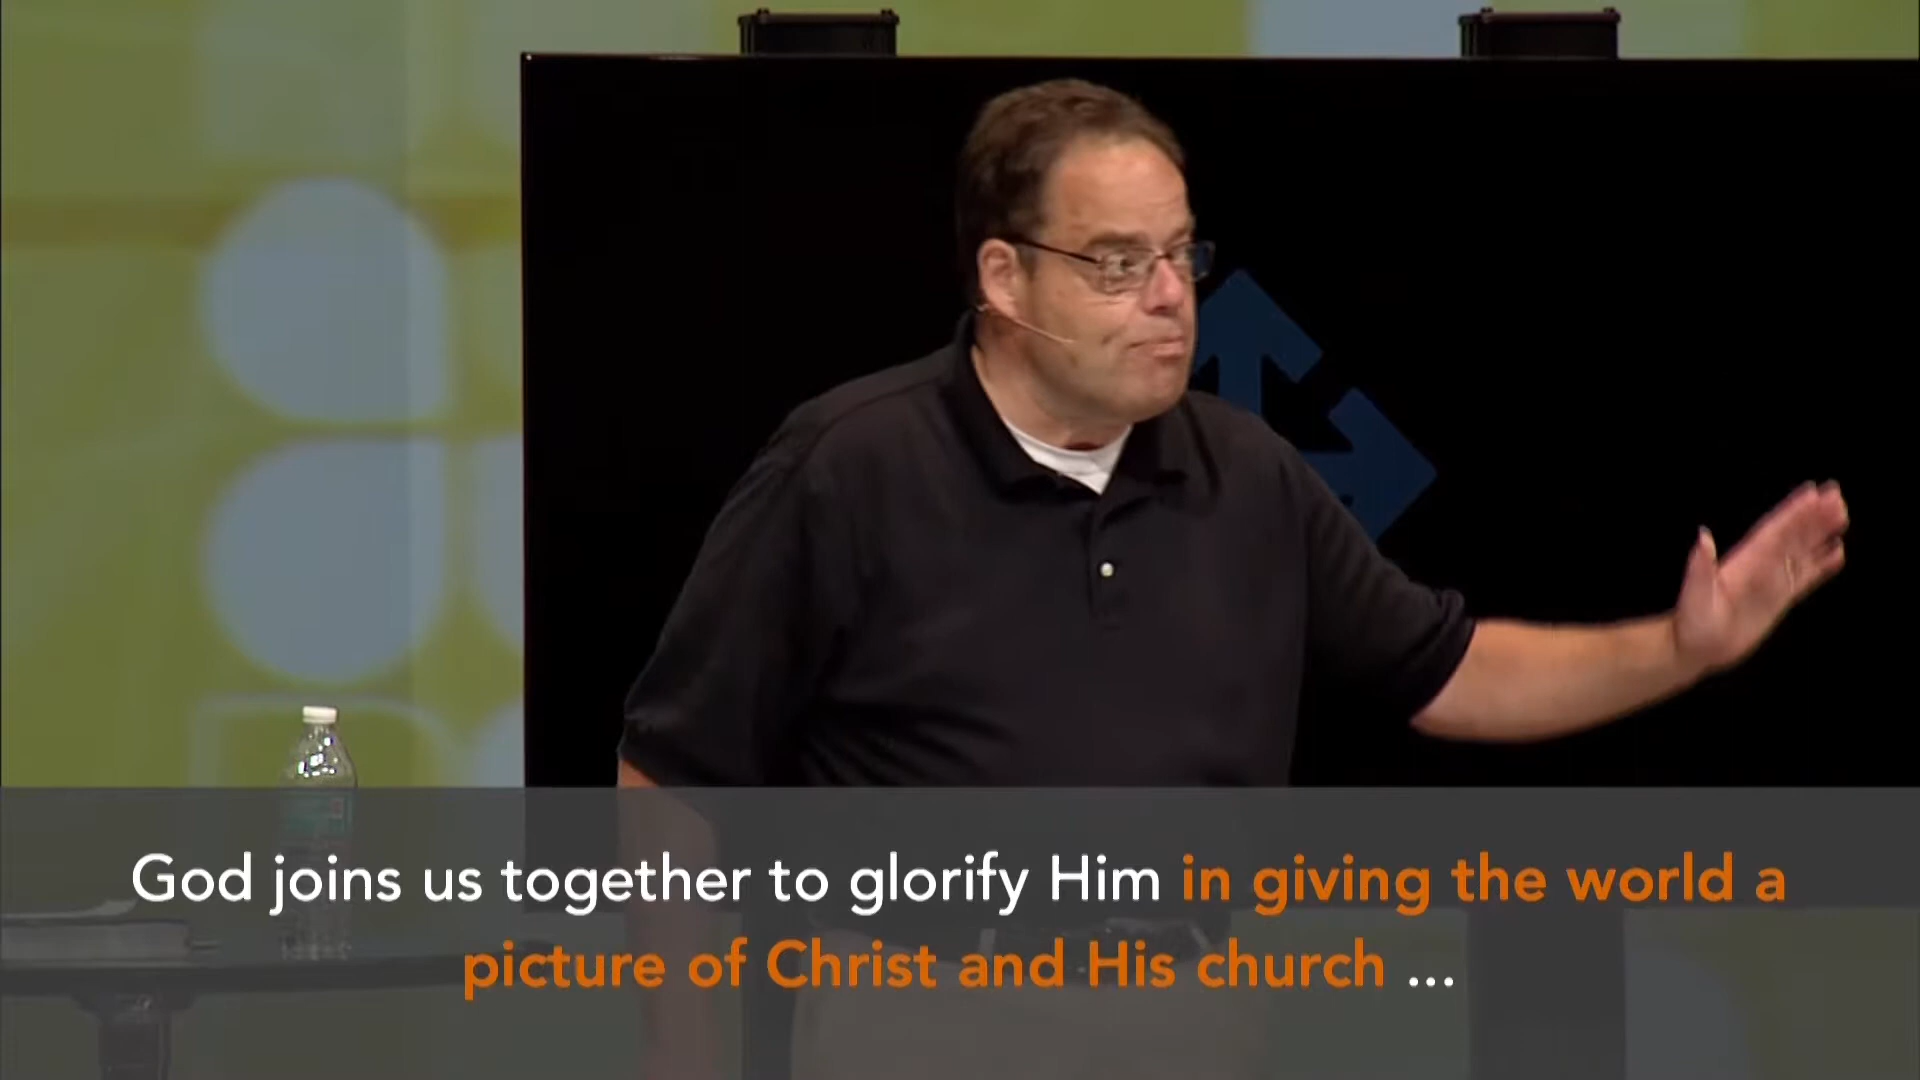 God joins us together to glorify Him in giving the world a
picture of Christ and His church ...